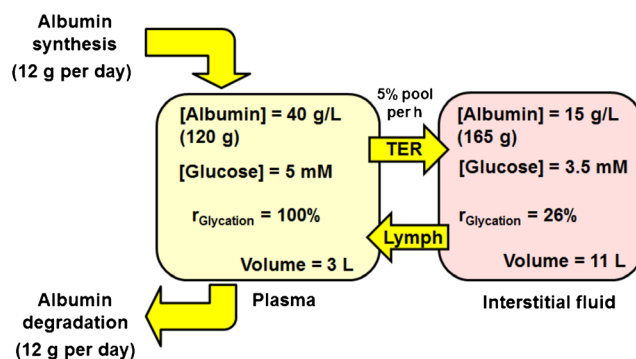 Albumin
synthesis
(12 g per day)
[Albumin] = 40 g/L
(120 g)
[Glucose] = 5 mM
rGlycation = 100%
Volume = 3 L
Plasma
5% pool
per h
TER
Lymph
[Albumin] = 15 g/L
(165 g)
[Glucose] = 3.5 mM
rGlycation = 26%
Volume = 11 L
Interstitial fluid
Albumin
degradation
(12 g per day)